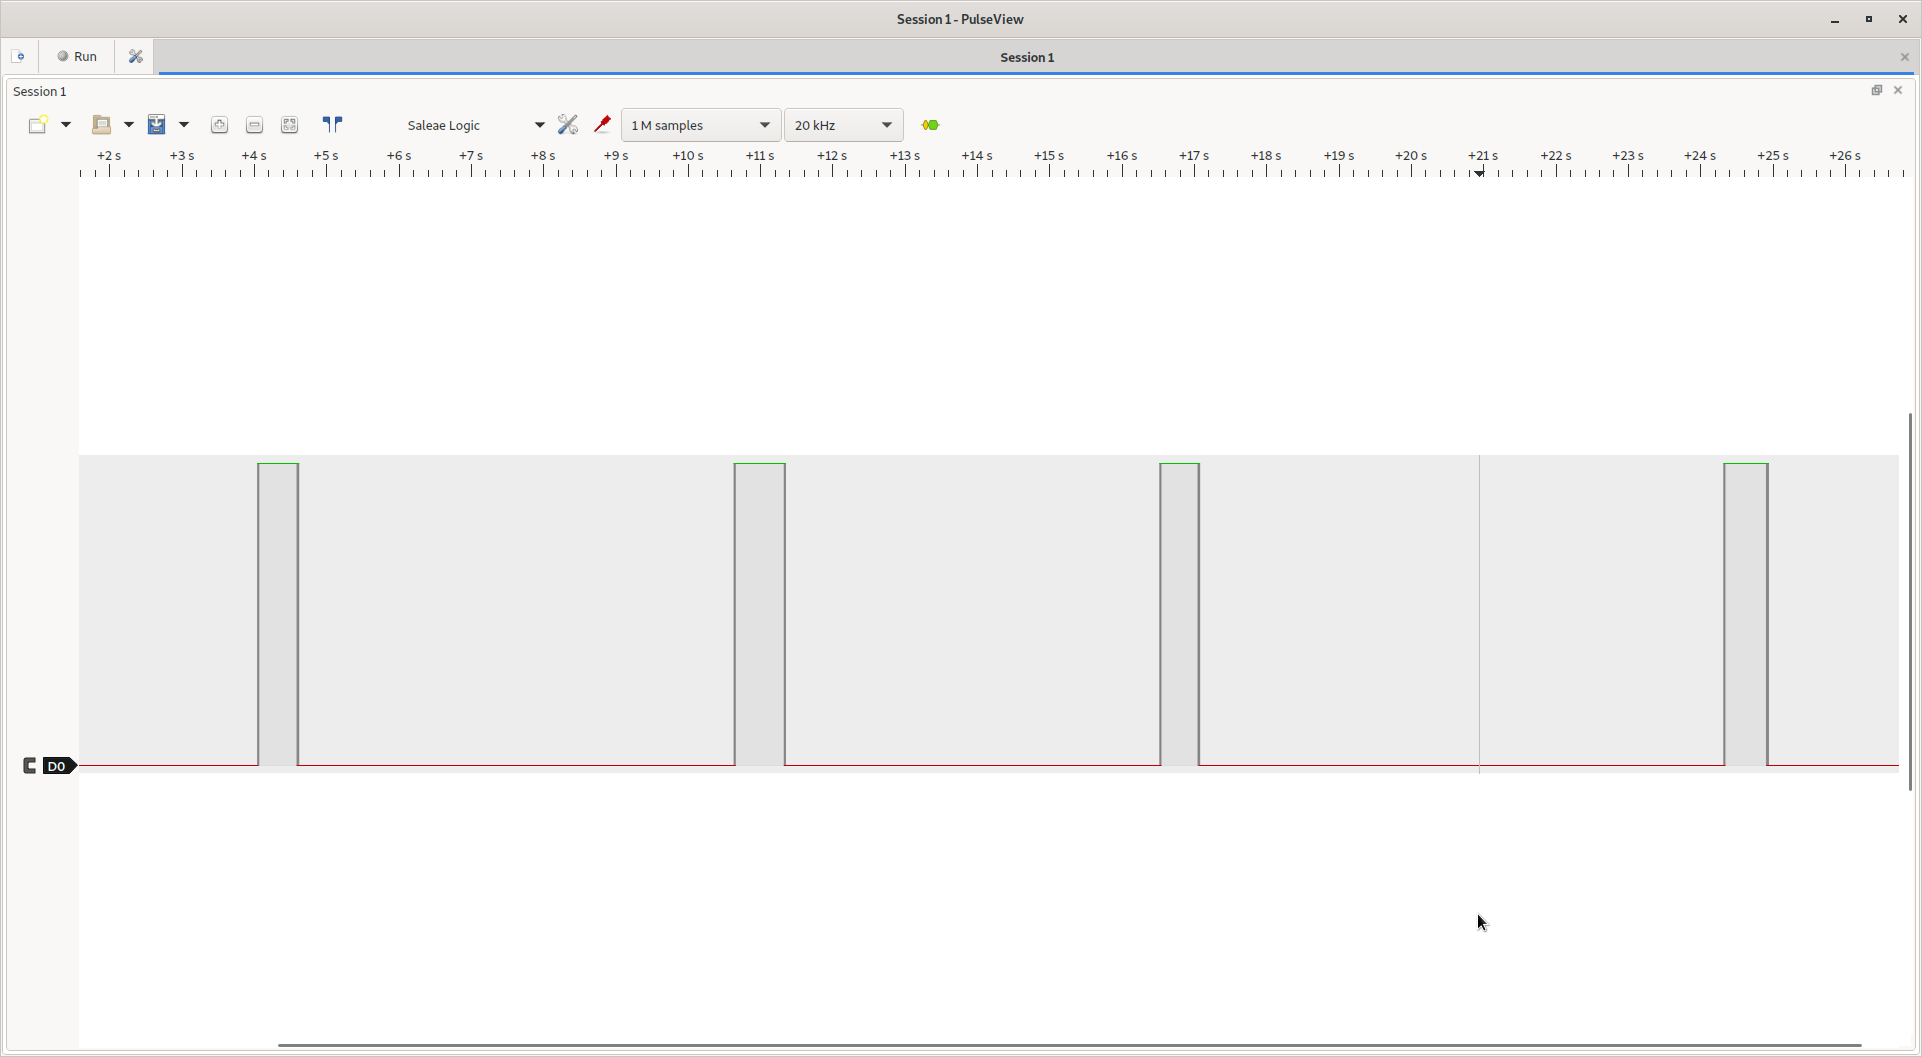 Session 1 - PulseView
Run
Session 1
Session 1
Saleae Logic
1 M samples
20 kHz
+2 s +3 s +4 s +5 s +6 s +7 s +8 s +9 s +10 s +11 s +12 s +13 s +14 s +15 s +16 s +17 s +18 s +19 s +20 s +21 s +22 s +23 s +24 s +25 s +26 s
D0